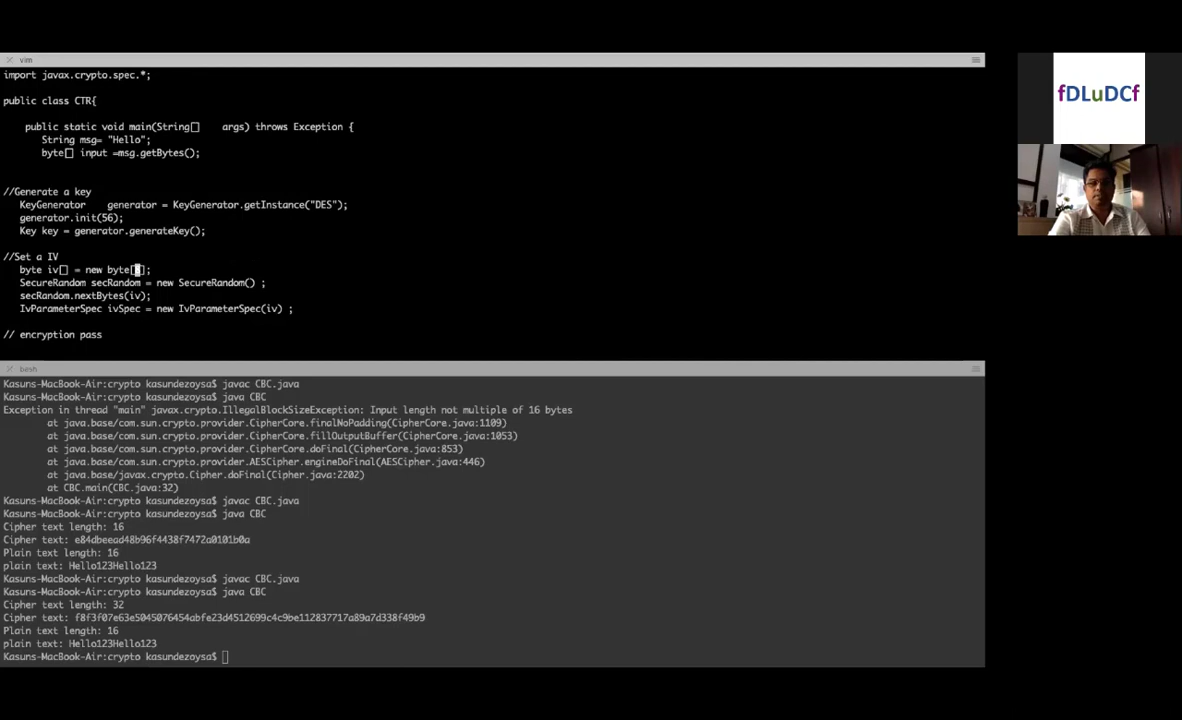 vim
import javax.crypto.spec.*;
public class CTR{
public static void main(String[] args) throws Exception {
String msg= "Hello";
byte[] input =msg.getBytes();
//Generate a key
KeyGenerator generator = KeyGenerator.getInstance("DES");
generator.init(56);
Key key = generator.generateKey();
//Set a IV
byte iv[] = new byte[8];
SecureRandom secRandom = new SecureRandom() ;
secRandom.nextBytes(iv);
IvParameterSpec ivSpec = new IvParameterSpec(iv) ;
// encryption pass
bash
Kasuns-MacBook-Air:crypto kasundezoysa$ javac CBC.java
Kasuns-MacBook-Air:crypto kasundezoysa$ java CBC
Exception in thread "main" javax.crypto.IllegalBlockSizeException: Input length not multiple of 16 bytes
at java.base/com.sun.crypto.provider.CipherCore.finalNoPadding(CipherCore.java:1109)
at java.base/com.sun.crypto.provider.CipherCore.fillOutputBuffer(CipherCore.java:1053)
at java.base/com.sun.crypto.provider.CipherCore.doFinal(CipherCore.java:853)
at java.base/com.sun.crypto.provider.AESCipher.engineDoFinal(AESCipher.java:446)
at java.base/javax.crypto.Cipher.doFinal(Cipher.java:2202)
at CBC.main(CBC.java:32)
Kasuns-MacBook-Air:crypto kasundezoysa$ javac CBC.java
Kasuns-MacBook-Air:crypto kasundezoysa$ java CBC
Cipher text length: 16
Cipher text: e84dbeead48b96f4438f7472a0101b0a
Plain text length: 16
plain text: Hello123Hello123
Kasuns-MacBook-Air:crypto kasundezoysa$ javac CBC.java
Kasuns-MacBook-Air:crypto kasundezoysa$ java CBC
Cipher text length: 32
Cipher text: f8f3f07e63e5045076454abfe23d4512699c4c9be112837717a89a7d338f49b9
Plain text length: 16
plain text: Hello123Hello123
Kasuns-MacBook-Air:crypto kasundezoysa$
fDLuDCf